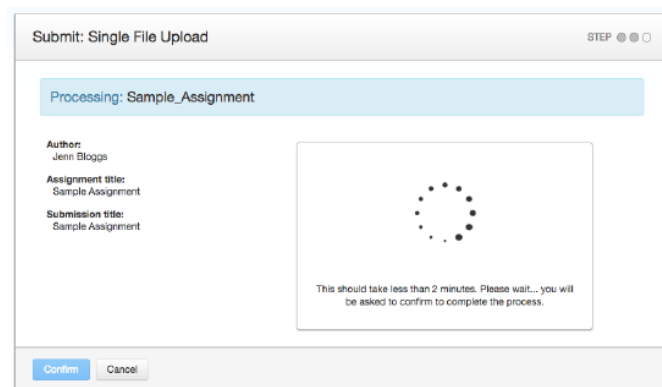 Submit: Single File Upload
STEP
Processing: Sample_Assignment
Author:
Jenn Bloggs
Assignment title:
Sample Assignment
Submission title:
Sample Assignment
This should take less than 2 minutes. Please wait... you will
be asked to confirm to complete the process.
Confirm
Cancel